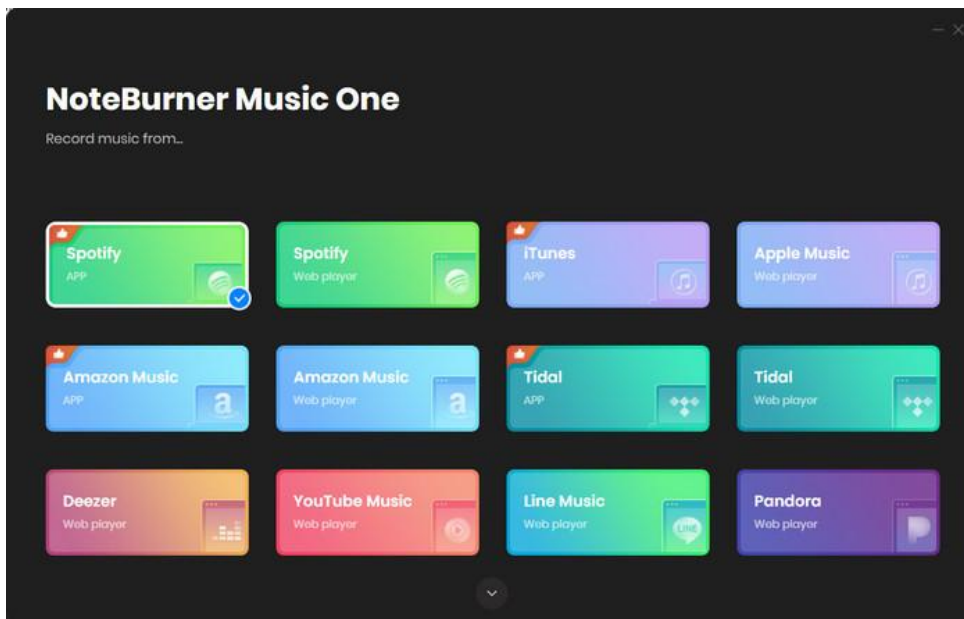 NoteBurner Music One
Record music from...
Spotify
APP
Spotify
Web player
iTunes
APP
Apple Music
Web player
Amazon Music
APP
a
Amazon Music
Web player
a
Tidal
APP
Tidal
Web player
Deezer
Web player
YouTube Music
Web player
Line Music
Web player
LINE
Pandora
Web player
P